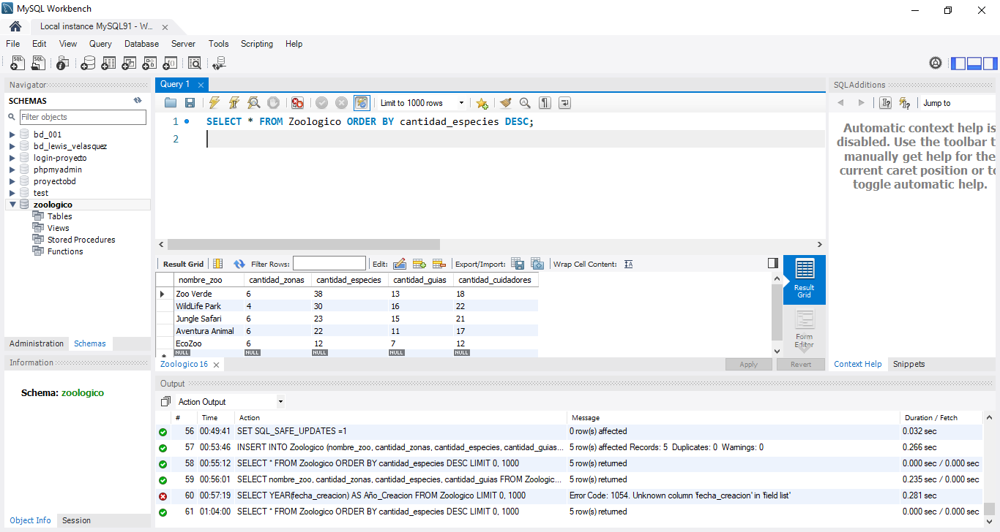 MySQL Workbench
Local instance MySQL91 - W...
File Edit View Query Database Server Tools Scripting Help
Navigator
SCHEMAS
Filter objects
bd_001
bd_lewis_velasquez
login-proyecto
phpmyadmin
proyectobd
test
zoologico
Tables
Views
Stored Procedures
Functions
Administration Schemas
Information
Schema: zoologico
Object Info Session
Query 1
Limit to 1000 rows
1 SELECT * FROM Zoologico ORDER BY cantidad_especies DESC;
2
Result Grid Filter Rows: Edit: Export/Import: Wrap Cell Content:
nombre_zoo cantidad_zonas cantidad_especies cantidad_guias cantidad_cuidadores
Zoo Verde 6 38 13 18
WildLife Park 4 30 16 22
Jungle Safari 6 23 15 21
Aventura Animal 6 22 11 17
EcoZoo 6 12 7 12
NULL NULL NULL NULL NULL
Result Grid
Form Editor
Zoologico 16
Apply Revert
SQLAdditions
Jump to
Automatic context help is
disabled. Use the toolbar t
manually get help for the
current caret position or to
toggle automatic help.
Context Help Snippets
Output
Action Output
# Time Action Message Duration / Fetch
56 00:49:41 SET SQL_SAFE_UPDATES =1 0 row(s) affected 0.032 sec
57 00:53:46 INSERT INTO Zoologico (nombre_zoo, cantidad_zonas, cantidad_especies, cantidad_guias... 5 row(s) affected Records: 5 Duplicates: 0 Warnings: 0 0.266 sec
58 00:55:12 SELECT * FROM Zoologico ORDER BY cantidad_especies DESC LIMIT 0, 1000 5 row(s) returned 0.000 sec / 0.000 sec
59 00:56:01 SELECT nombre_zoo, cantidad_zonas, cantidad_especies, cantidad_guias FROM Zoologic... 5 row(s) returned 0.235 sec / 0.000 sec
60 00:57:19 SELECT YEAR(fecha_creacion) AS Año_Creacion FROM Zoologico LIMIT 0, 1000 Error Code: 1054. Unknown column 'fecha_creacion' in 'field list' 0.281 sec
61 01:04:00 SELECT * FROM Zoologico ORDER BY cantidad_especies DESC LIMIT 0, 1000 5 row(s) returned 0.000 sec / 0.000 sec